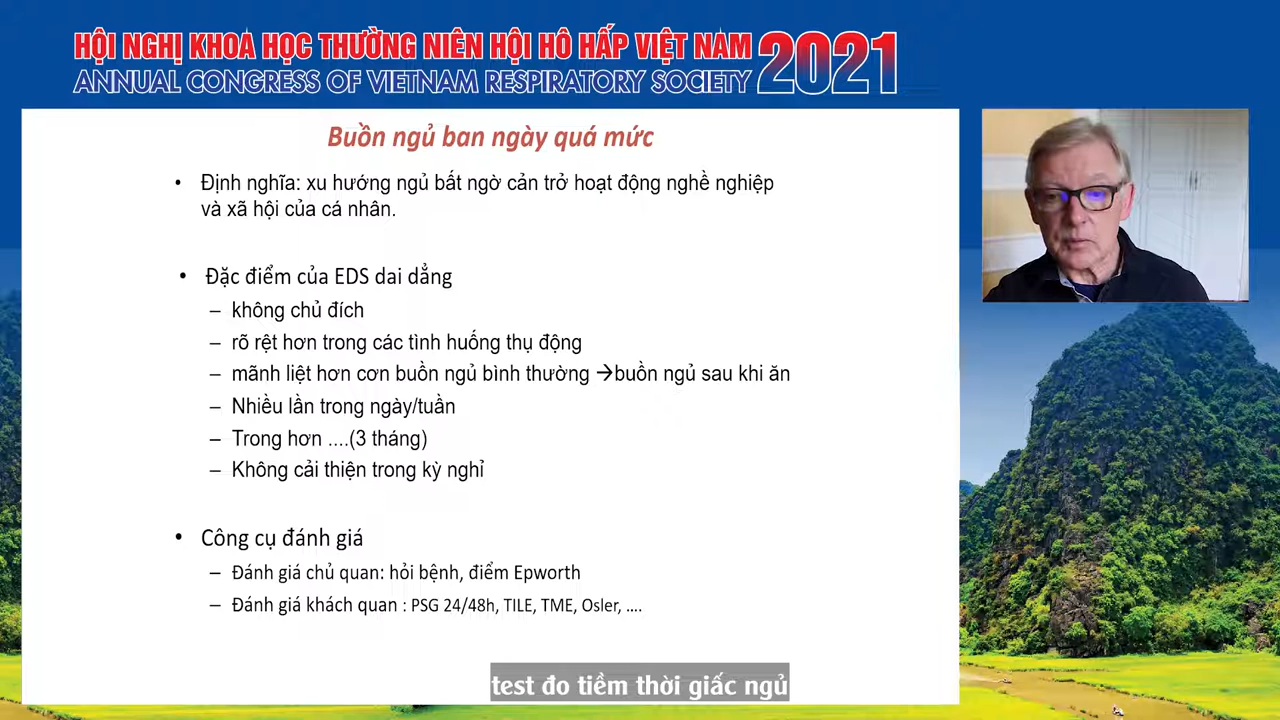 HỘI NGHỊ KHOA HỌC THƯỜNG NIÊN HỘI HÔ HẤP VIỆT NAM 2021
ANNUAL CONGRESS OF VIETNAM RESPIRATORY SOCIETY
Buồn ngủ ban ngày quá mức
• Định nghĩa: xu hướng ngủ bất ngờ cản trở hoạt động nghề nghiệp
và xã hội của cá nhân.
• Đặc điểm của EDS dai dẳng
– không chủ đích
– rõ rệt hơn trong các tình huống thụ động
– mãnh liệt hơn cơn buồn ngủ bình thường →buồn ngủ sau khi ăn
– Nhiều lần trong ngày/tuần
– Trong hơn ....(3 tháng)
– Không cải thiện trong kỳ nghỉ
• Công cụ đánh giá
– Đánh giá chủ quan: hỏi bệnh, điểm Epworth
– Đánh giá khách quan : PSG 24/48h, TILE, TME, Osler, ....
test đo tiềm thời giấc ngủ